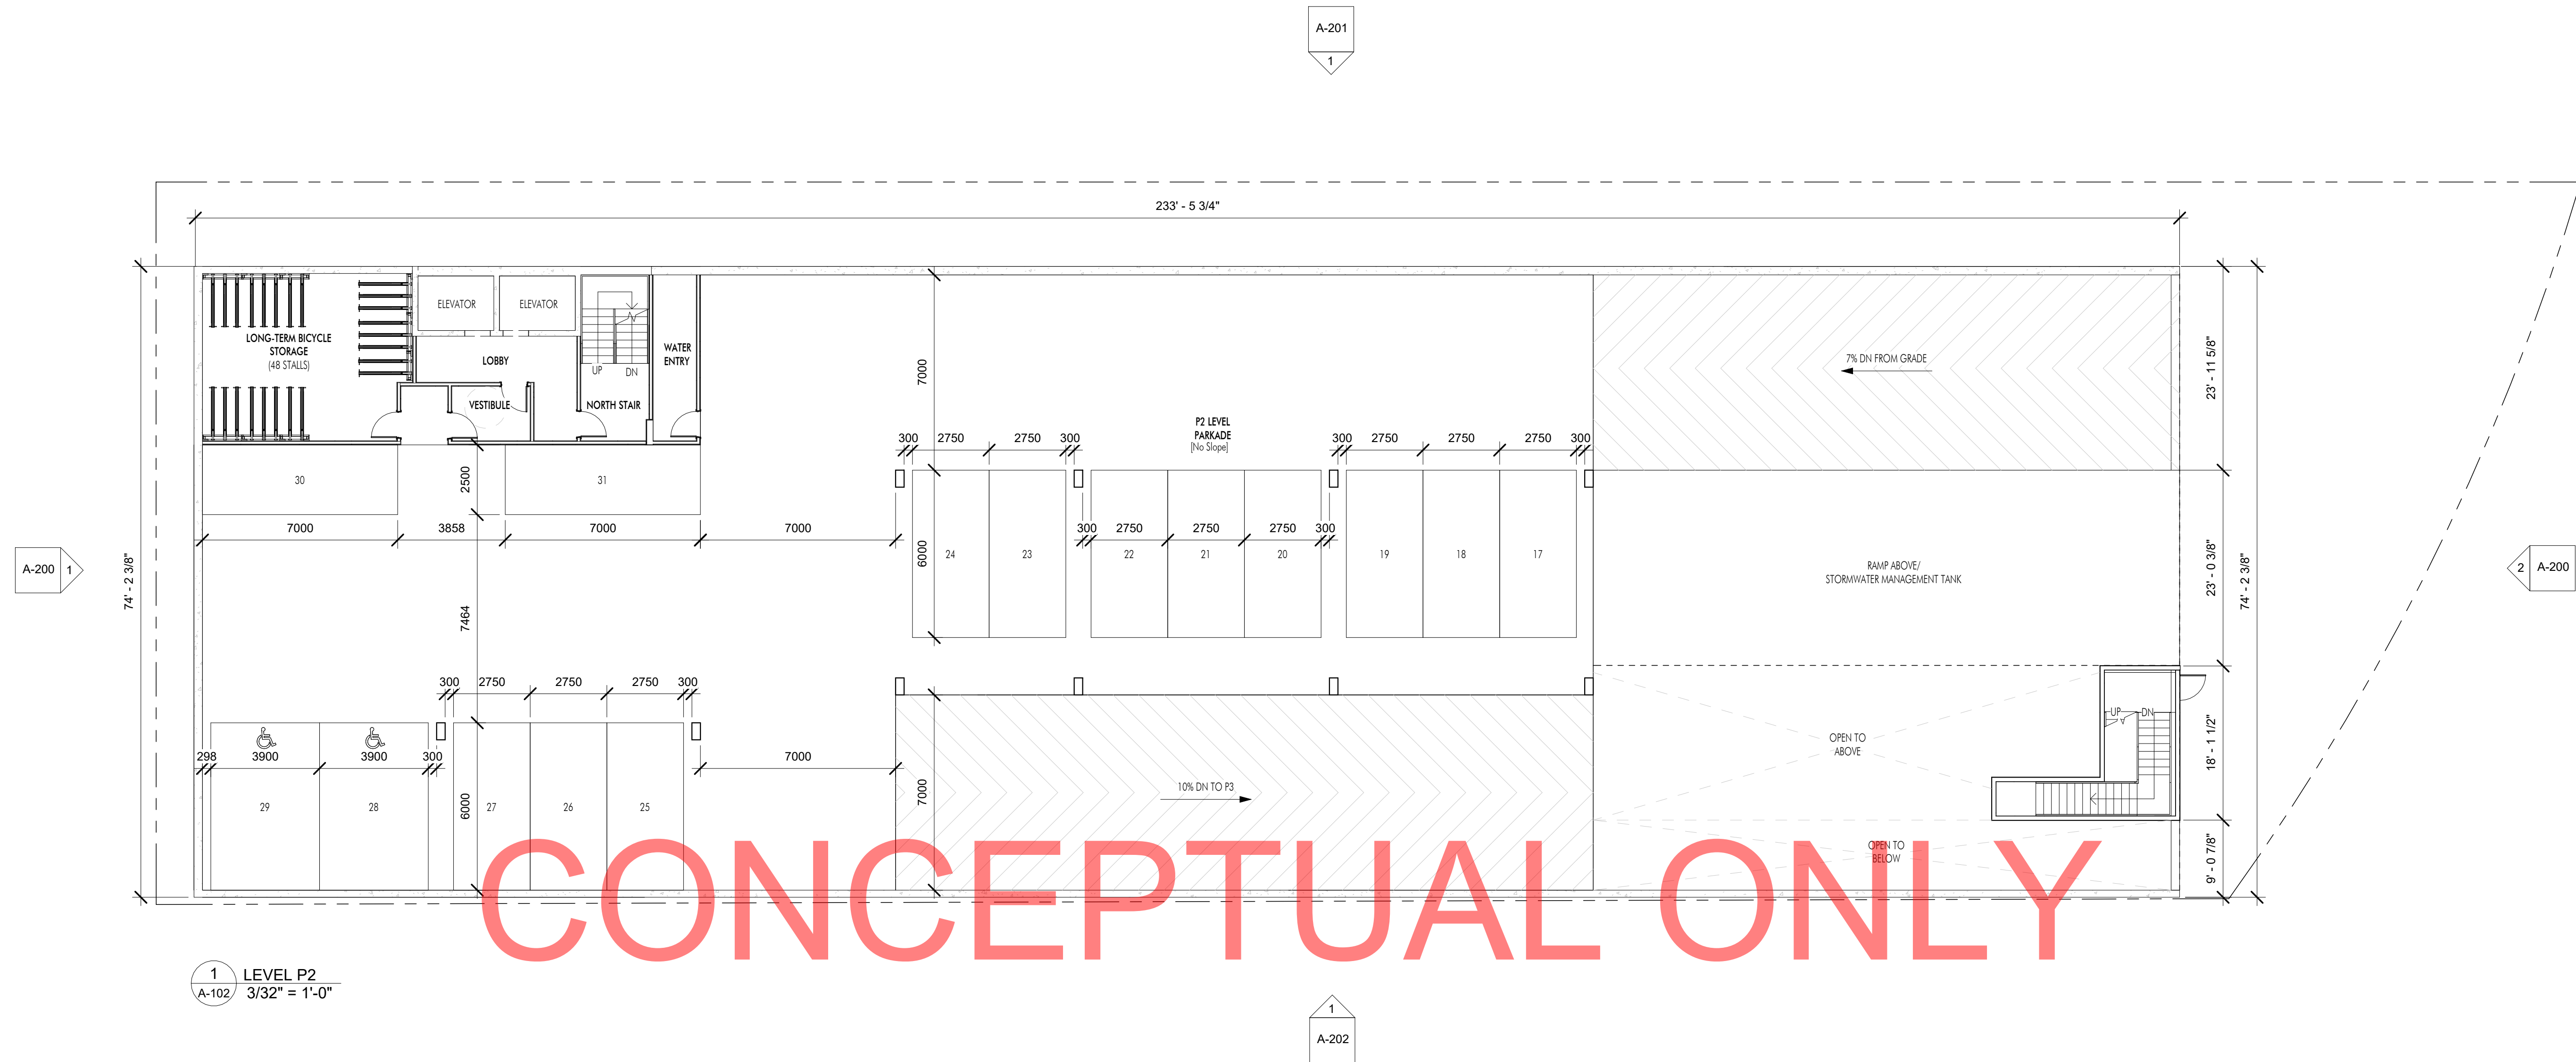 A-201
1
233' - 5 3/4"
ELEVATOR
ELEVATOR
LONG-TERM BICYCLE
STORAGE
(48 STALLS)
LOBBY
WATER
ENTRY
UP
DN
VESTIBULE
NORTH STAIR
7000
7% DN FROM GRADE
23' - 11 5/8"
P2 LEVEL
PARKADE
[No Slope]
300 2750 2750 300
300 2750 2750 2750 300
30
2500
31
7000 3858 7000 7000
300 2750 2750 2750 300
6000
24
23
22
21
20
19
18
17
A-200
1
74' - 2 3/8"
7464
RAMP ABOVE/
STORMWATER MANAGEMENT TANK
23' - 0 3/8"
74' - 2 3/8"
2
A-200
300 2750 2750 2750 300
298 3900 3900 300
7000
29
28
6000
27
26
25
7000
10% DN TO P3
OPEN TO
ABOVE
UP
DN
18' - 1 1/2"
OPEN TO
BELOW
9' - 0 7/8"
CONCEPTUAL ONLY
1
A-102
LEVEL P2
3/32" = 1'-0"
1
A-202